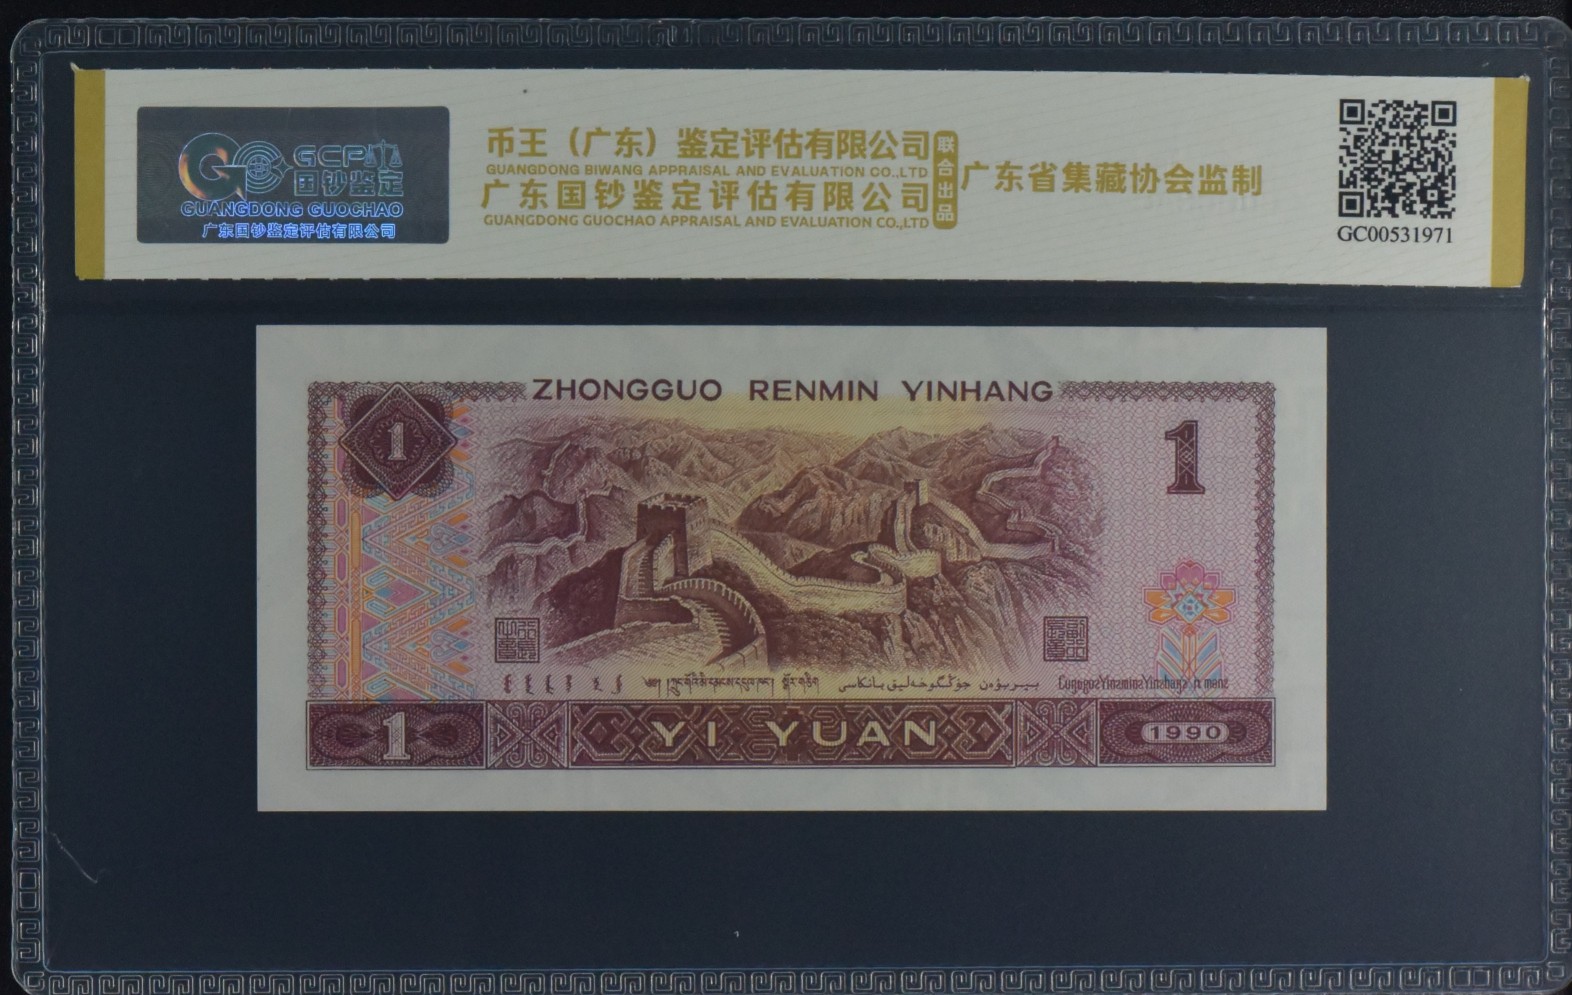 GCP
国钞鉴定
GUANGDONG GUOCHAO
广东国钞鉴定评估有限公司
币王（广东）鉴定评估有限公司
GUANGDONG BIWANG APPRAISAL AND EVALUATION CO.,LTD
广东国钞鉴定评估有限公司
GUANGDONG GUOCHAO APPRAISAL AND EVALUATION CO.,LTD
联合出品
广东省集藏协会监制
GC00531971
ZHONGGUO RENMIN YINHANG
1
1
1
YI YUAN
1990